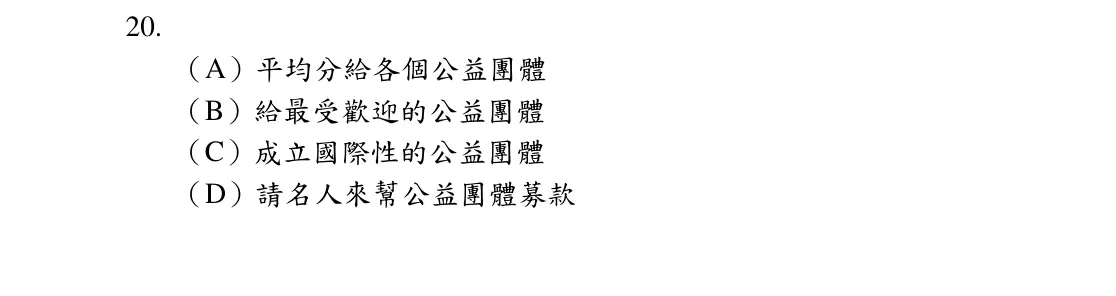 20.
（A）平均分給各個公益團體
（B）給最受歡迎的公益團體
（C）成立國際性的公益團體
（D）請名人來幫公益團體募款